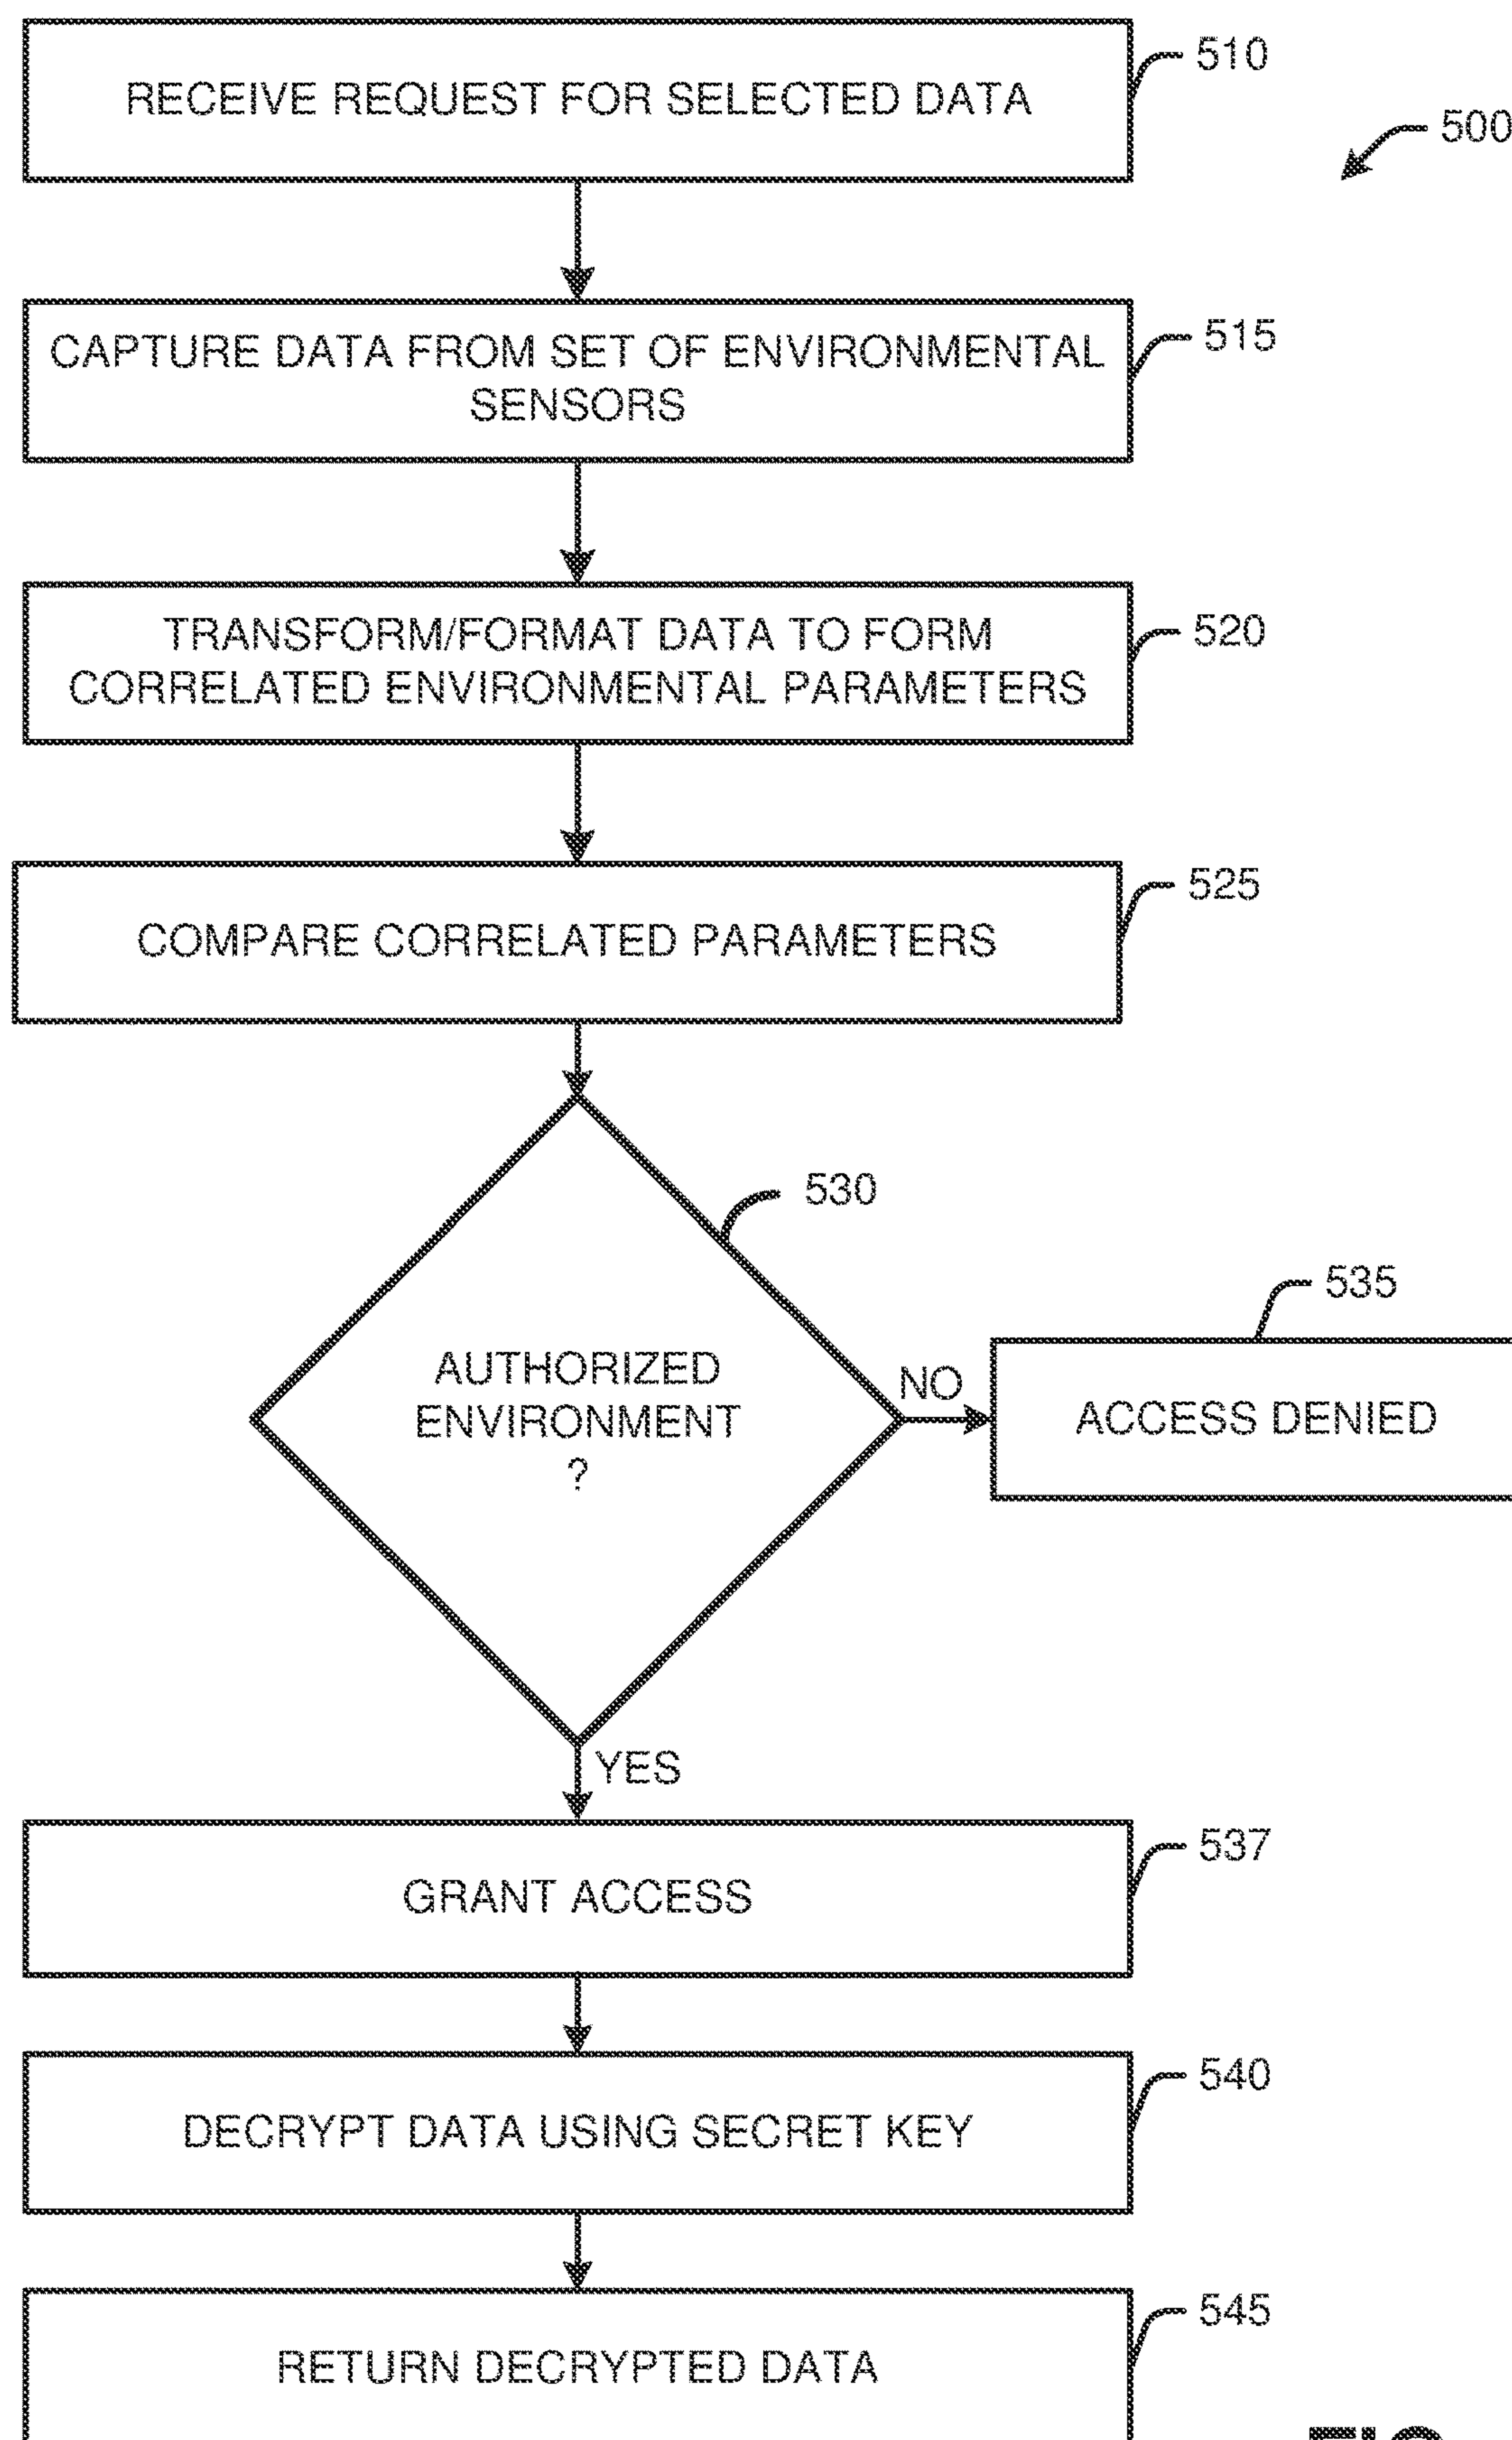 RECEIVE REQUEST FOR SELECTED DATA
510
500
CAPTURE DATA FROM SET OF ENVIRONMENTAL
SENSORS
515
TRANSFORM/FORMAT DATA TO FORM
CORRELATED ENVIRONMENTAL PARAMETERS
520
COMPARE CORRELATED PARAMETERS
525
530
AUTHORIZED
ENVIRONMENT
?
NO
535
ACCESS DENIED
YES
GRANT ACCESS
537
DECRYPT DATA USING SECRET KEY
540
RETURN DECRYPTED DATA
545